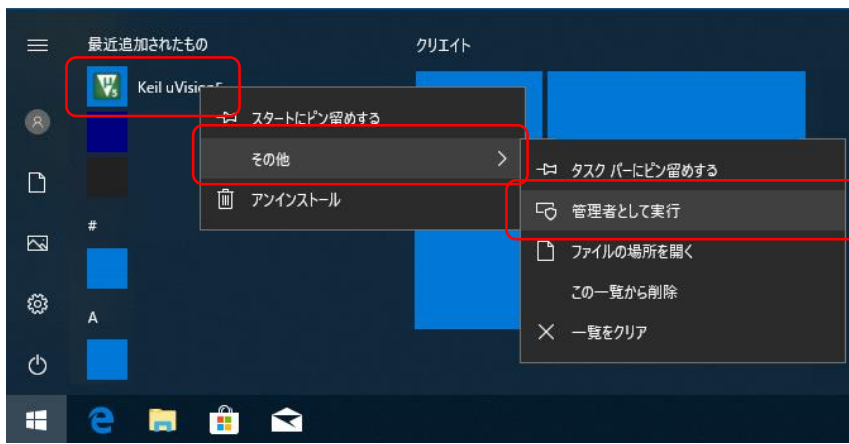 最近追加されたもの
クリエイト
Keil uVision5
スタートにピン留めする
その他
アンインストール
タスク バーにピン留めする
管理者として実行
ファイルの場所を開く
この一覧から削除
一覧をクリア
#
A